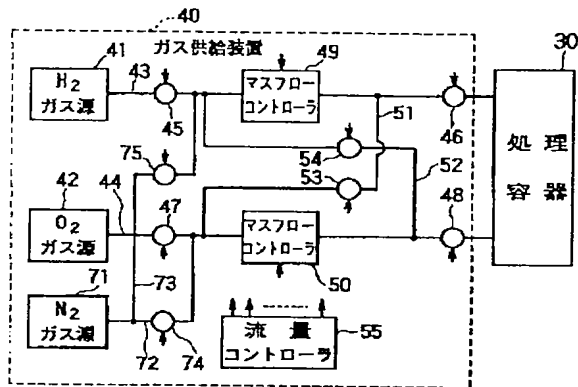 40
ガス供給装置
30
41
H2
ガス源
43
45
49
マスフロー
コントローラ
51
46
75
54
53
52
処理
容器
42
44
O2
ガス源
47
48
マスフロー
コントローラ
50
71
73
N2
ガス源
72
74
流量
コントローラ
55